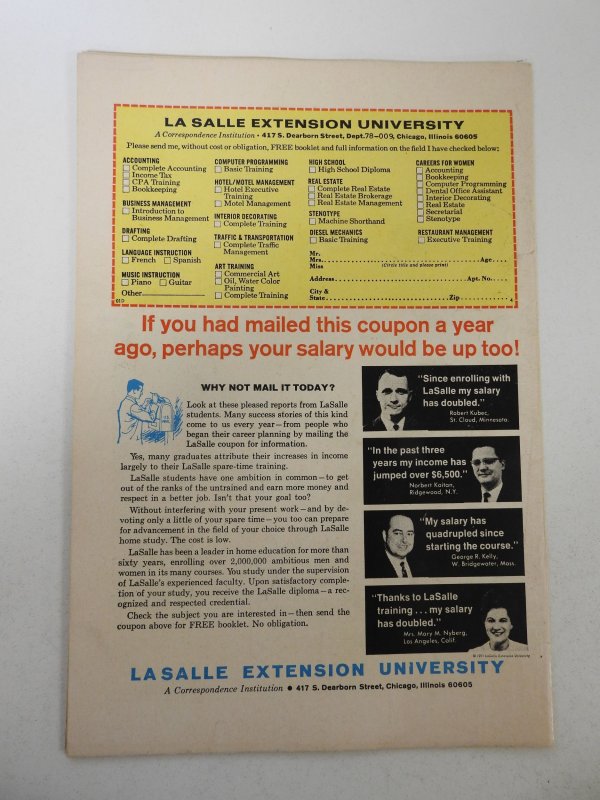 LA SALLE EXTENSION UNIVERSITY
A Correspondence Institution • 417 S. Dearborn Street, Dept. 78-009, Chicago, Illinois 60605
Please send me, without cost or obligation, FREE booklet and full information on the field I have checked below:
ACCOUNTING
Complete Accounting
Income Tax
CPA Training
Bookkeeping
BUSINESS MANAGEMENT
Introduction to
Business Management
DRAFTING
Complete Drafting
LANGUAGE INSTRUCTION
French Spanish
MUSIC INSTRUCTION
Piano Guitar
Other
COMPUTER PROGRAMMING
Basic Training
HOTEL/MOTEL MANAGEMENT
Hotel Executive
Training
Motel Management
INTERIOR DECORATING
Complete Training
TRAFFIC & TRANSPORTATION
Complete Traffic
Management
ART TRAINING
Commercial Art
Oil, Water Color
Painting
Complete Training
HIGH SCHOOL
High School Diploma
REAL ESTATE
Complete Real Estate
Real Estate Brokerage
Real Estate Management
STENOTYPE
Machine Shorthand
DIESEL MECHANICS
Basic Training
CAREERS FOR WOMEN
Accounting
Bookkeeping
Computer Programming
Dental Office Assistant
Interior Decorating
Real Estate
Secretarial
Stenotype
RESTAURANT MANAGEMENT
Executive Training
Mr.
Mrs. Age
Miss (Circle title and please print)
Address Apt. No.
City &
State Zip
If you had mailed this coupon a year
ago, perhaps your salary would be up too!
WHY NOT MAIL IT TODAY?
Look at these pleased reports from LaSalle
students. Many success stories of this kind
come to us every year—from people who
began their career planning by mailing the
LaSalle coupon for information.
Yes, many graduates attribute their increases in income
largely to their LaSalle spare-time training.
LaSalle students have one ambition in common—to get
out of the ranks of the untrained and earn more money and
respect in a better job. Isn't that your goal too?
Without interfering with your present work—and by de-
voting only a little of your spare time—you too can prepare
for advancement in the field of your choice through LaSalle
home study. The cost is low.
LaSalle has been a leader in home education for more than
sixty years, enrolling over 2,000,000 ambitious men and
women in its many courses. You study under the supervision
of LaSalle's experienced faculty. Upon satisfactory comple-
tion of your study, you receive the LaSalle diploma—a rec-
ognized and respected credential.
Check the subject you are interested in—then send the
coupon above for FREE booklet. No obligation.
"Since enrolling with
LaSalle my salary
has doubled."
Robert Kubec,
St. Cloud, Minnesota.
"In the past three
years my income has
jumped over $6,500."
Norbert Kaitan,
Ridgewood, N.Y.
"My salary has
quadrupled since
starting the course."
George R. Kelly,
W. Bridgewater, Mass.
"Thanks to LaSalle
training . . . my salary
has doubled."
Mrs. Mary M. Nyberg,
Los Angeles, Calif.
LA SALLE EXTENSION UNIVERSITY
A Correspondence Institution • 417 S. Dearborn Street, Chicago, Illinois 60605